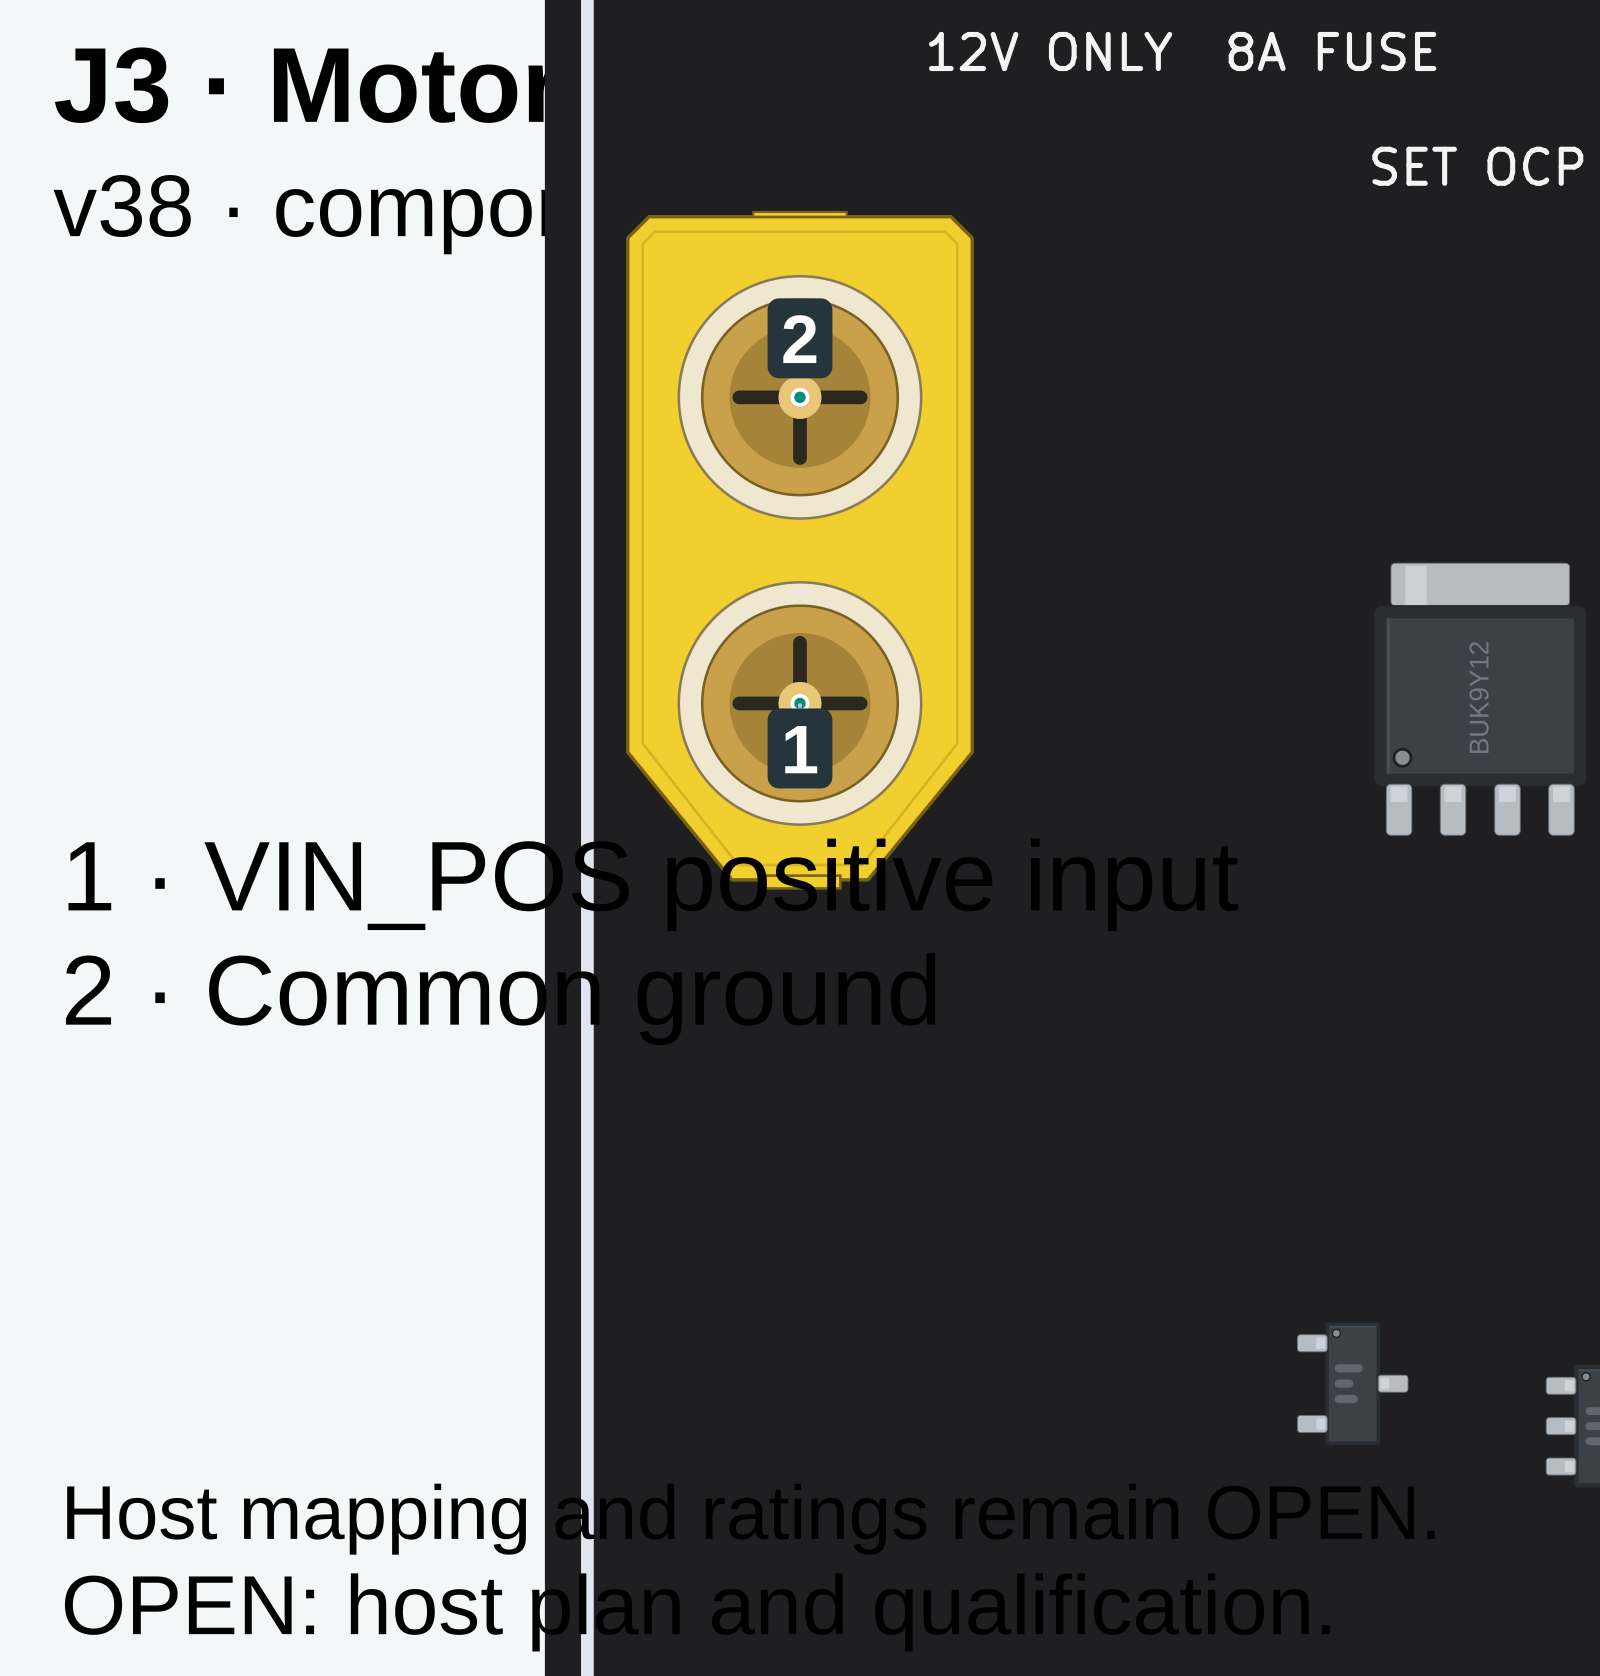 J3 · Motor
v38 ·
12V ONLY 8A FUSE
SET OCP
2
1
BUK9Y12
1 · VIN_POS positive input
2 · Common ground
Host mapping and ratings remain OPEN.
OPEN: host plan and qualification.